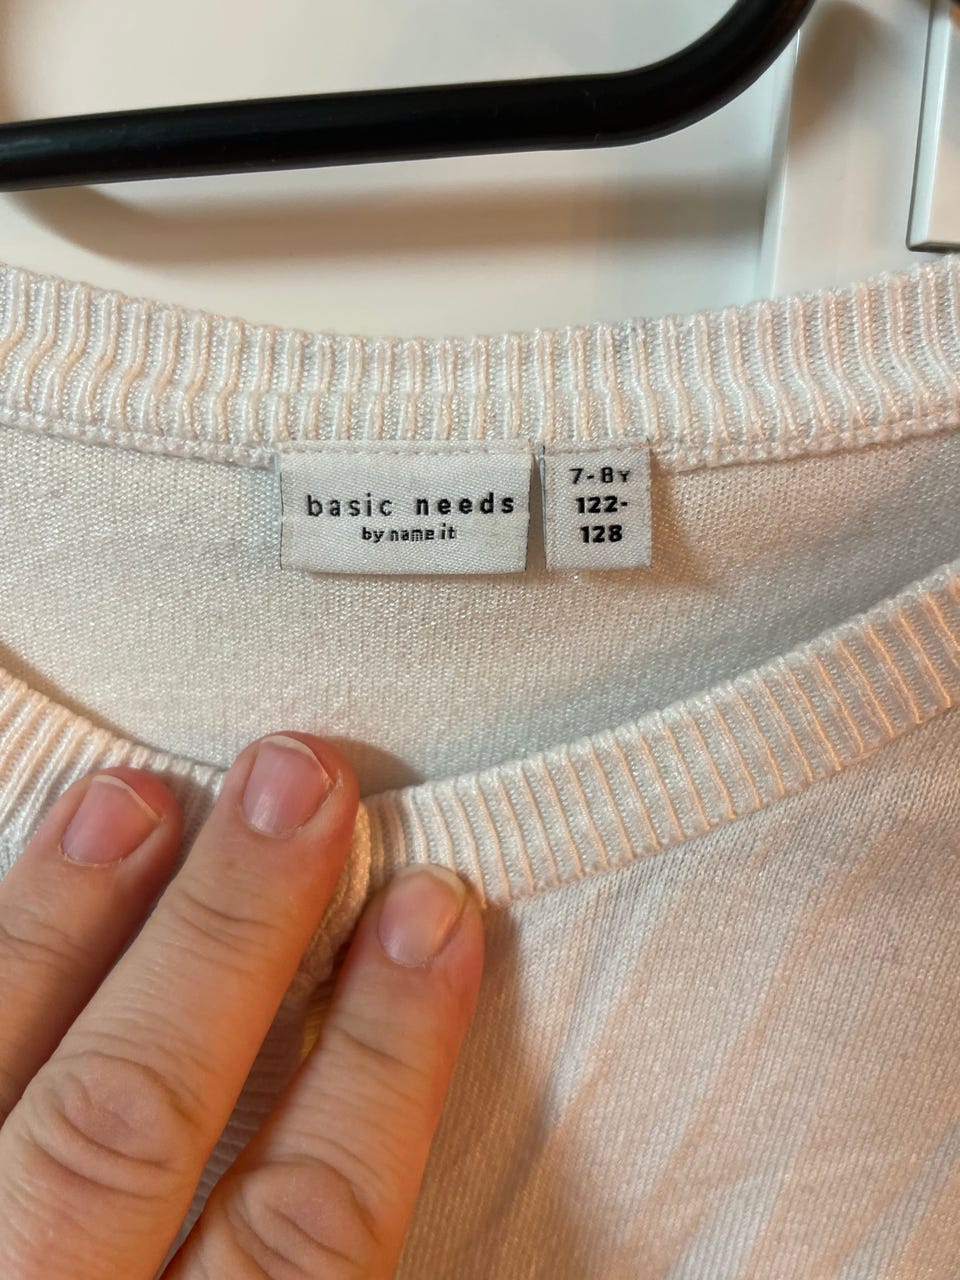 basic needs
by name it
7-8Y
122-
128